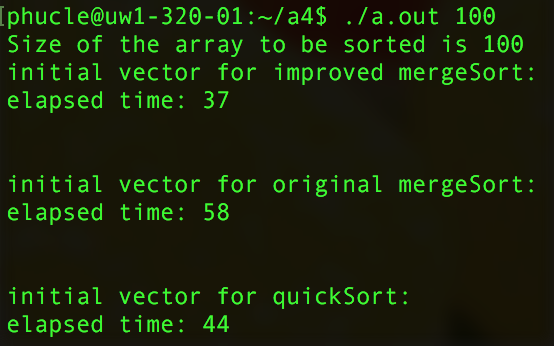 [phucle@uw1-320-01:~/a4$ ./a.out 100
Size of the array to be sorted is 100
initial vector for improved mergeSort:
elapsed time: 37
initial vector for original mergeSort:
elapsed time: 58
initial vector for quickSort:
elapsed time: 44